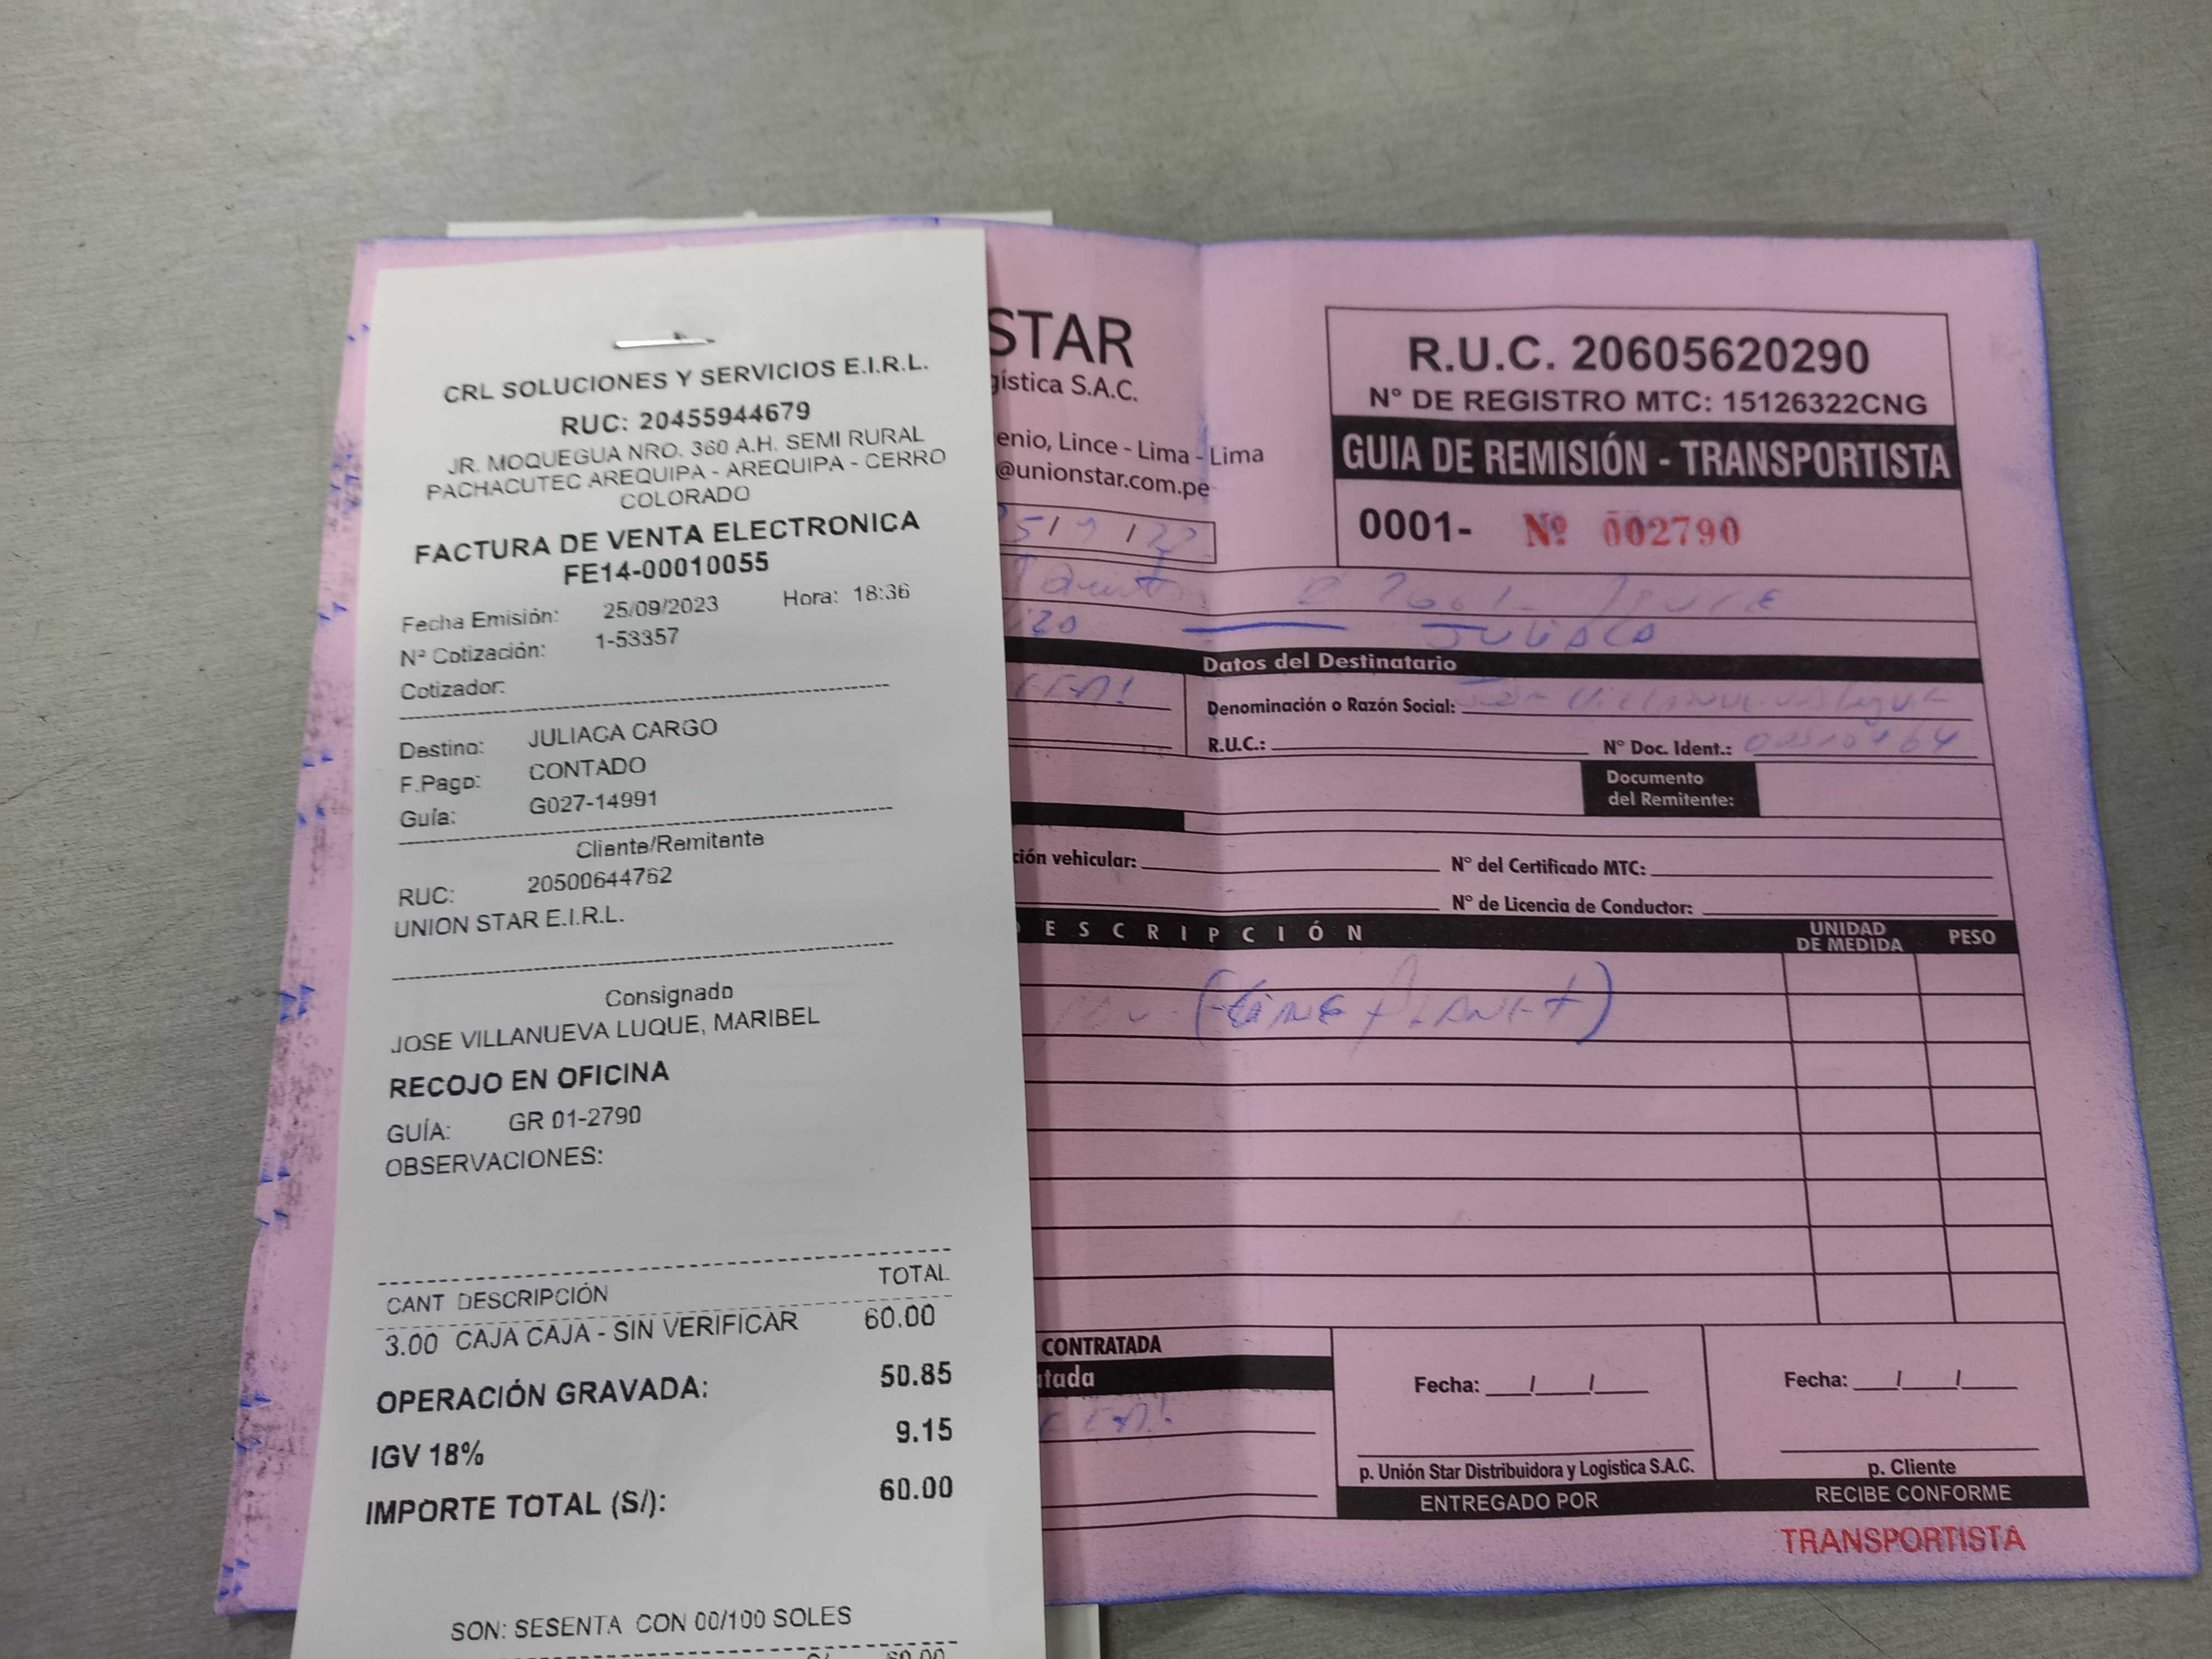 CRL SOLUCIONES Y SERVICIOS E.I.R.L.
RUC: 20455944679
JR. MOQUEGUA NRO. 360 A.H. SEMI RURAL
PACHACUTEC AREQUIPA - AREQUIPA - CERRO
COLORADO
FACTURA DE VENTA ELECTRONICA
FE14-00010055
Fecha Emisión: 25/09/2023 Hora: 18:36
Nº Cotización: 1-53357
Cotizador:
Destino: JULIACA CARGO
F.Pago: CONTADO
Guía: G027-14991
Cliente/Remitente
RUC: 20500644762
UNION STAR E.I.R.L.
Consignado
JOSE VILLANUEVA LUQUE, MARIBEL
RECOJO EN OFICINA
GUÍA: GR 01-2790
OBSERVACIONES:
CANT DESCRIPCIÓN TOTAL
3.00 CAJA CAJA - SIN VERIFICAR 60.00
OPERACIÓN GRAVADA: 50.85
IGV 18% 9.15
IMPORTE TOTAL (S/): 60.00
SON: SESENTA CON 00/100 SOLES
STAR
gística S.A.C.
enio, Lince - Lima - Lima
@unionstar.com.pe
R.U.C. 20605620290
N° DE REGISTRO MTC: 15126322CNG
GUIA DE REMISIÓN - TRANSPORTISTA
0001- Nº 002790
JULIACA
Datos del Destinatario
Denominación o Razón Social:
R.U.C.: N° Doc. Ident.:
Documento
del Remitente:
ción vehicular: N° del Certificado MTC:
N° de Licencia de Conductor:
ESCRIPCIÓN UNIDAD DE MEDIDA PESO
CONTRATADA
tada
Fecha: / / Fecha: / /
p. Unión Star Distribuidora y Logistica S.A.C. p. Cliente
ENTREGADO POR RECIBE CONFORME
TRANSPORTISTA